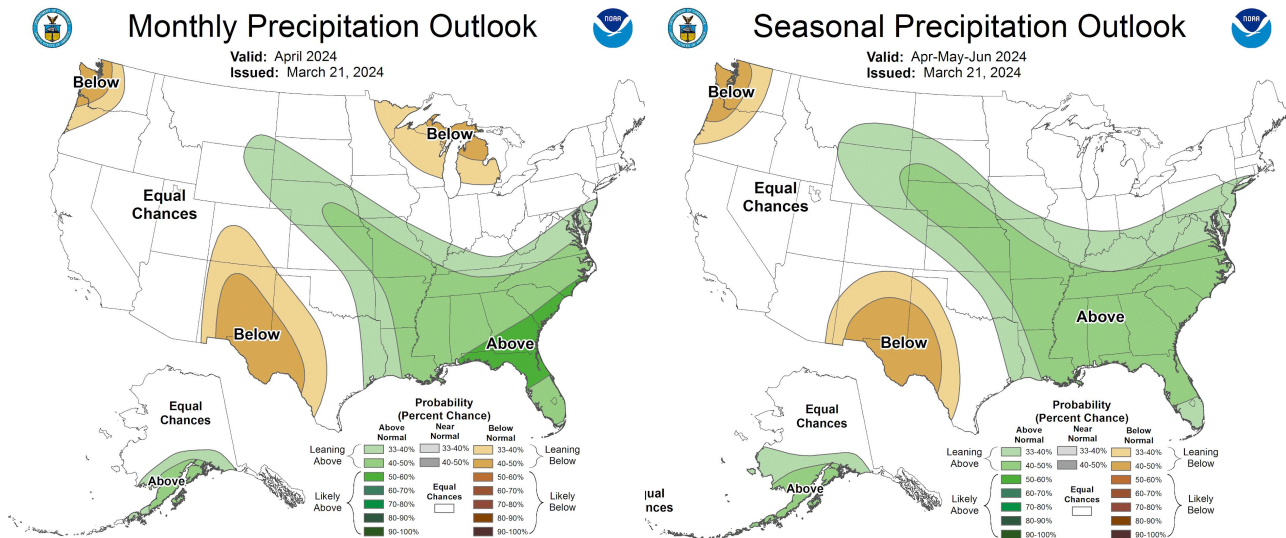 Monthly Precipitation Outlook
NOAA
Valid: April 2024
Issued: March 21, 2024
Below
Below
Equal
Chances
Below
Above
Equal
Chances
Above
Probability
(Percent Chance)
Above
Normal
Near
Normal
Below
Normal
Leaning
Above
33-40%
33-40%
33-40%
Leaning
Below
40-50%
40-50%
40-50%
50-60%
50-60%
Likely
Above
60-70%
Equal
Chances
60-70%
Likely
Below
70-80%
70-80%
80-90%
80-90%
90-100%
90-100%
Seasonal Precipitation Outlook
NOAA
Valid: Apr-May-Jun 2024
Issued: March 21, 2024
Below
Equal
Chances
Below
Above
Equal
Chances
Above
ual
nces
Probability
(Percent Chance)
Above
Normal
Near
Normal
Below
Normal
Leaning
Above
33-40%
33-40%
33-40%
Leaning
Below
40-50%
40-50%
40-50%
50-60%
50-60%
Likely
Above
60-70%
Equal
Chances
60-70%
Likely
Below
70-80%
70-80%
80-90%
80-90%
90-100%
90-100%